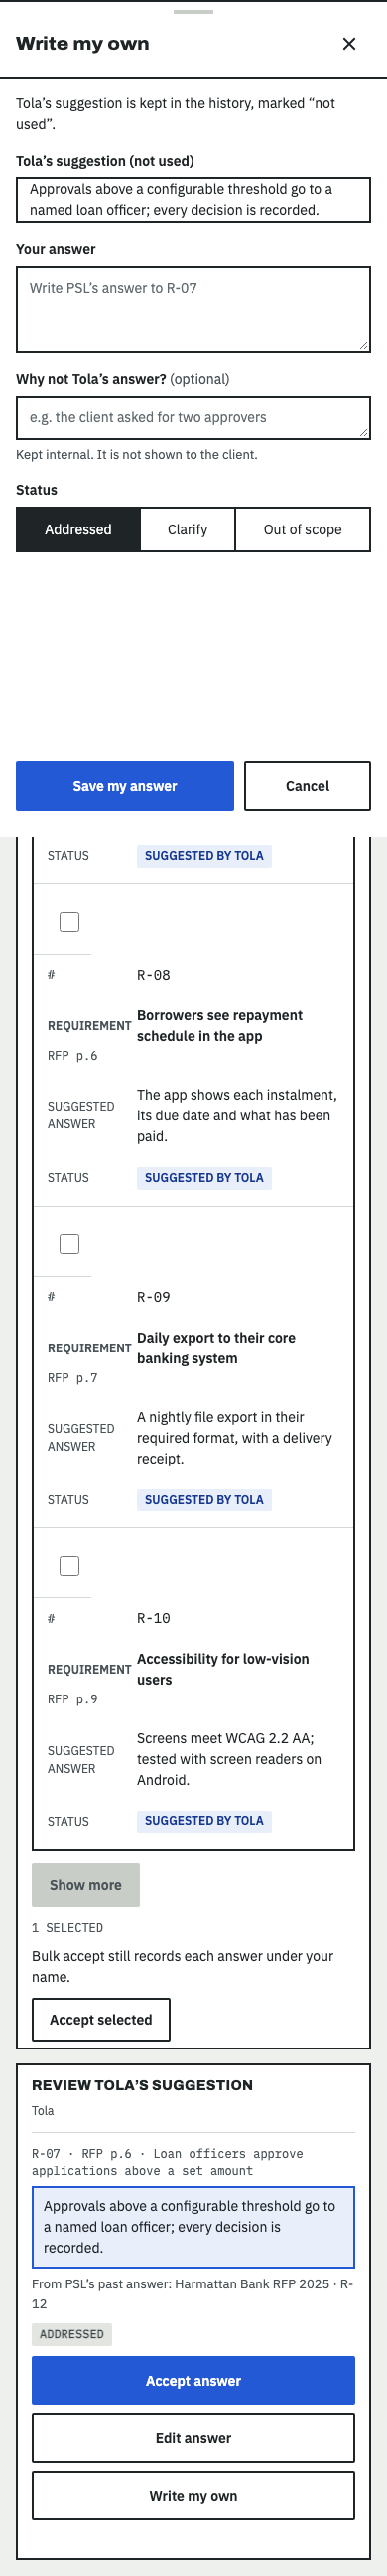 Write my own
Tola’s suggestion is kept in the history, marked “not
used”.
Tola’s suggestion (not used)
Approvals above a configurable threshold go to a
named loan officer; every decision is recorded.
Your answer
Write PSL’s answer to R-07
Why not Tola’s answer? (optional)
e.g. the client asked for two approvers
Kept internal. It is not shown to the client.
Status
Addressed
Clarify
Out of scope
Save my answer
Cancel
STATUS SUGGESTED BY TOLA
# R-08
REQUIREMENT Borrowers see repayment
schedule in the app
RFP p.6
SUGGESTED ANSWER
The app shows each instalment,
its due date and what has been
paid.
STATUS SUGGESTED BY TOLA
# R-09
REQUIREMENT Daily export to their core
banking system
RFP p.7
SUGGESTED ANSWER
A nightly file export in their
required format, with a delivery
receipt.
STATUS SUGGESTED BY TOLA
# R-10
REQUIREMENT Accessibility for low-vision
users
RFP p.9
SUGGESTED ANSWER
Screens meet WCAG 2.2 AA;
tested with screen readers on
Android.
STATUS SUGGESTED BY TOLA
Show more
1 SELECTED
Bulk accept still records each answer under your
name.
Accept selected
REVIEW TOLA’S SUGGESTION
Tola
R-07 · RFP p.6 · Loan officers approve
applications above a set amount
Approvals above a configurable threshold go to
a named loan officer; every decision is
recorded.
From PSL’s past answer: Harmattan Bank RFP 2025 · R-
12
ADDRESSED
Accept answer
Edit answer
Write my own